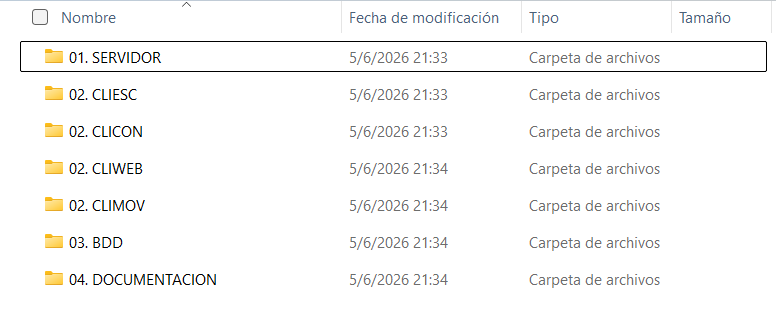 Nombre Fecha de modificación Tipo Tamaño
01. SERVIDOR 5/6/2026 21:33 Carpeta de archivos
02. CLIESC 5/6/2026 21:33 Carpeta de archivos
02. CLICON 5/6/2026 21:33 Carpeta de archivos
02. CLIWEB 5/6/2026 21:34 Carpeta de archivos
02. CLIMOV 5/6/2026 21:34 Carpeta de archivos
03. BDD 5/6/2026 21:34 Carpeta de archivos
04. DOCUMENTACION 5/6/2026 21:34 Carpeta de archivos